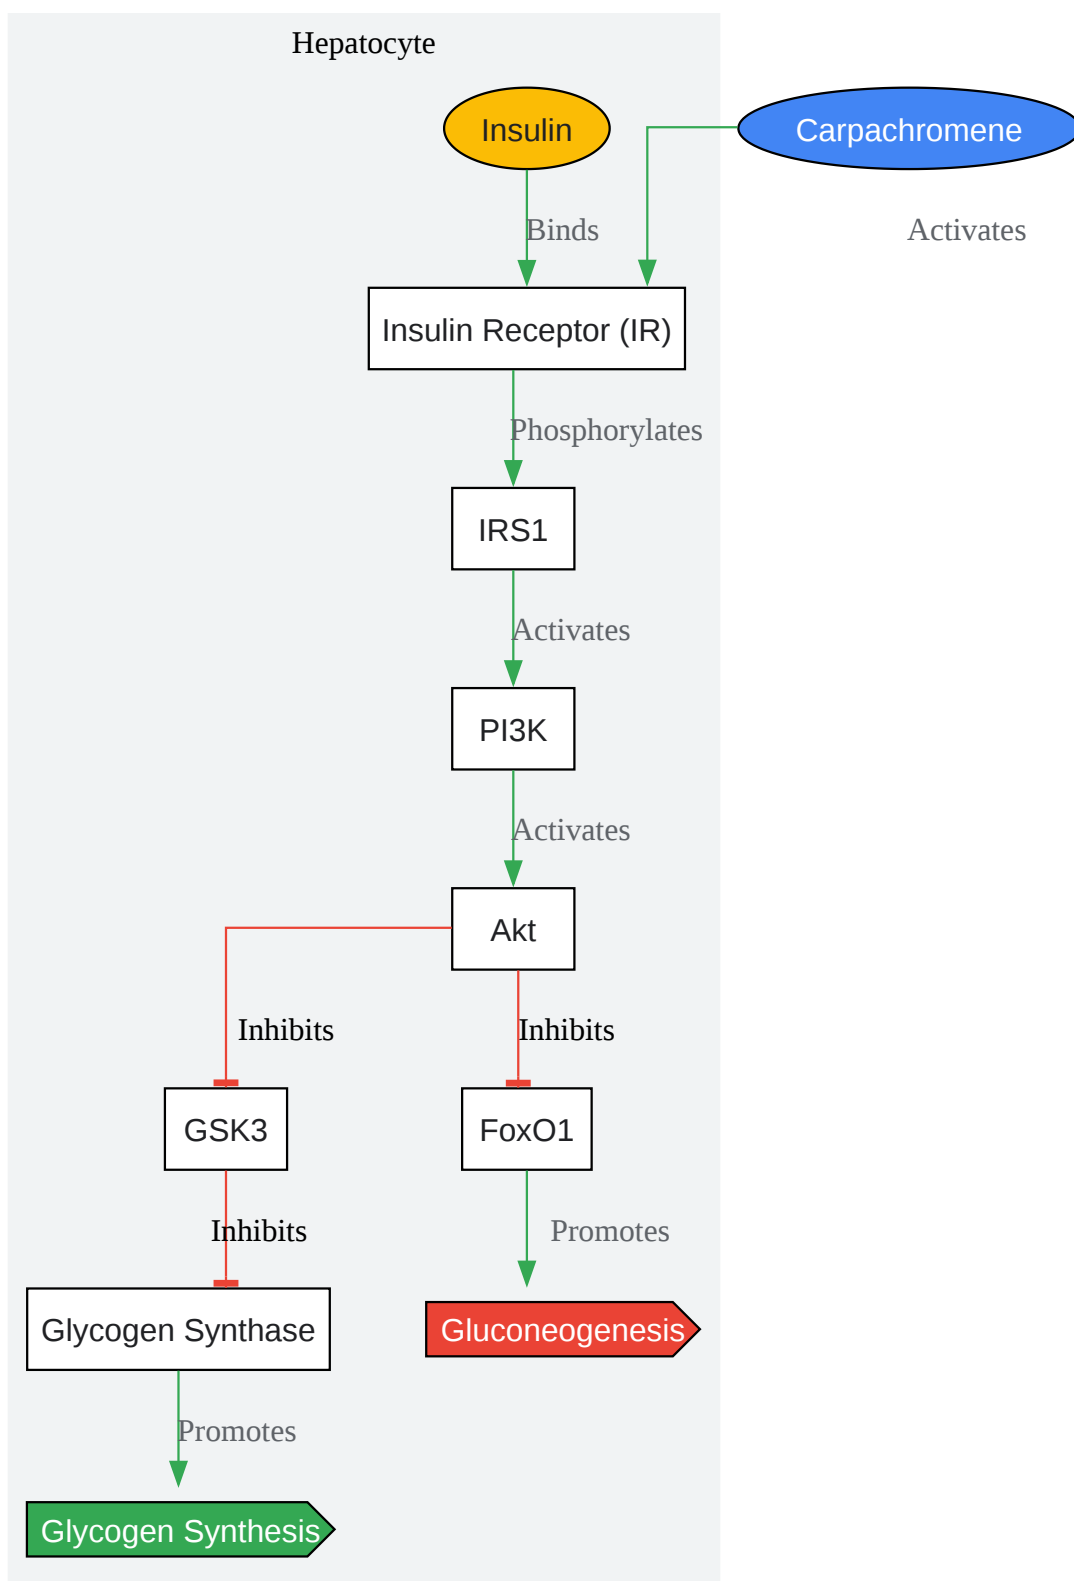 Hepatocyte
Insulin
Carpachromene
Binds
Activates
Insulin Receptor (IR)
Phosphorylates
IRS1
Activates
PI3K
Activates
Akt
Inhibits
Inhibits
GSK3
FoxO1
Inhibits
Promotes
Glycogen Synthase
Gluconeogenesis
Promotes
Glycogen Synthesis